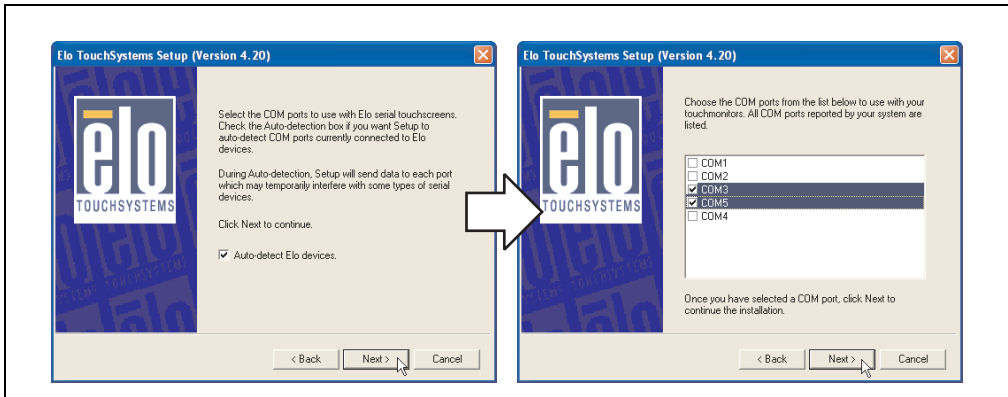 Elo TouchSystems Setup (Version 4.20)
elo
TOUCHSYSTEMS
Select the COM ports to use with Elo serial touchscreens.
Check the Auto-detection box if you want Setup to
auto-detect COM ports currently connected to Elo
devices.
During Auto-detection, Setup will send data to each port
which may temporarily interfere with some types of serial
devices.
Click Next to continue.
Auto-detect Elo devices.
< Back
Next >
Cancel
Elo TouchSystems Setup (Version 4.20)
elo
TOUCHSYSTEMS
Choose the COM ports from the list below to use with your
touchmonitors. All COM ports reported by your system are
listed.
COM1
COM2
COM3
COM5
COM4
Once you have selected a COM port, click Next to
continue the installation.
< Back
Next >
Cancel